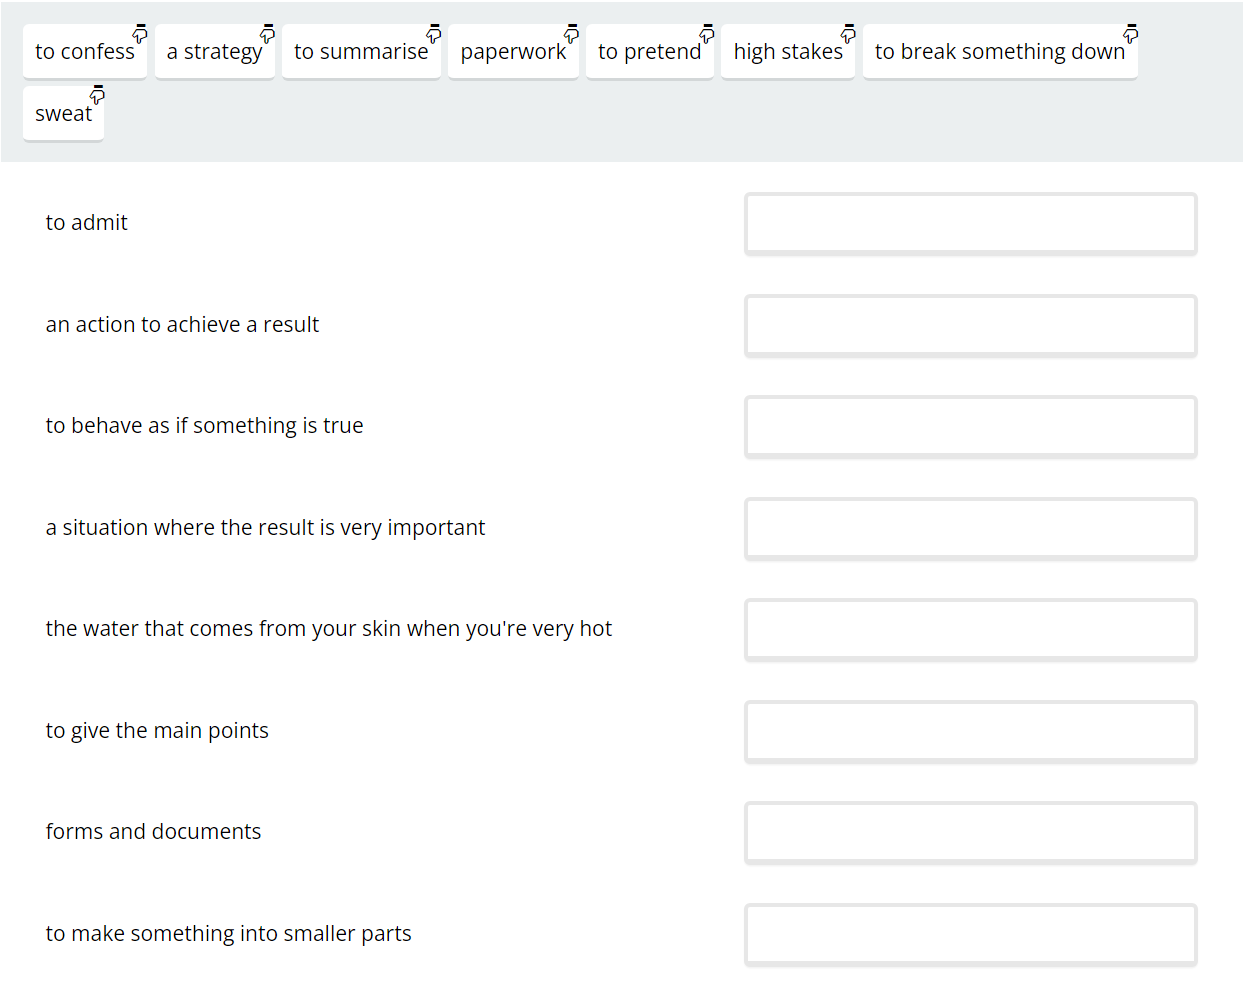 to confess a strategy to summarise paperwork to pretend high stakes to break something down
sweat
to admit
an action to achieve a result
to behave as if something is true
a situation where the result is very important
the water that comes from your skin when you're very hot
to give the main points
forms and documents
to make something into smaller parts